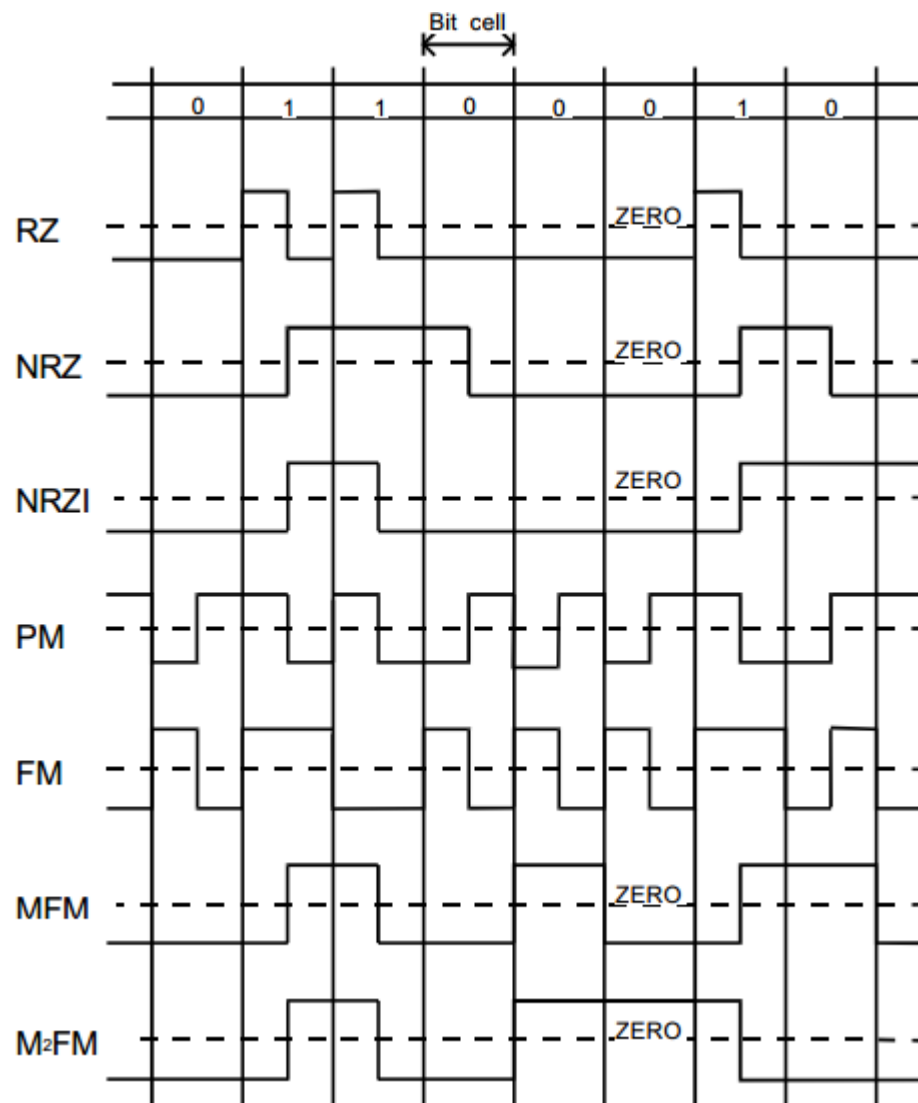 Bit cell
0 1 1 0 0 0 1 0
RZ ZERO
NRZ ZERO
NRZI ZERO
PM
FM
MFM ZERO
M2FM ZERO